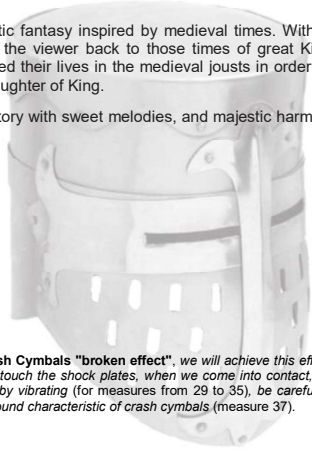 tic fantasy inspired by medieval times. With
the viewer back to those times of great Ki
ed their lives in the medieval jousts in order
ughter of King.
tory with sweet melodies, and majestic harm
sh Cymbals "broken effect", we will achieve this eff
touch the shock plates, when we come into contact,
by vibrating (for measures from 29 to 35), be carefu
und characteristic of crash cymbals (measure 37).